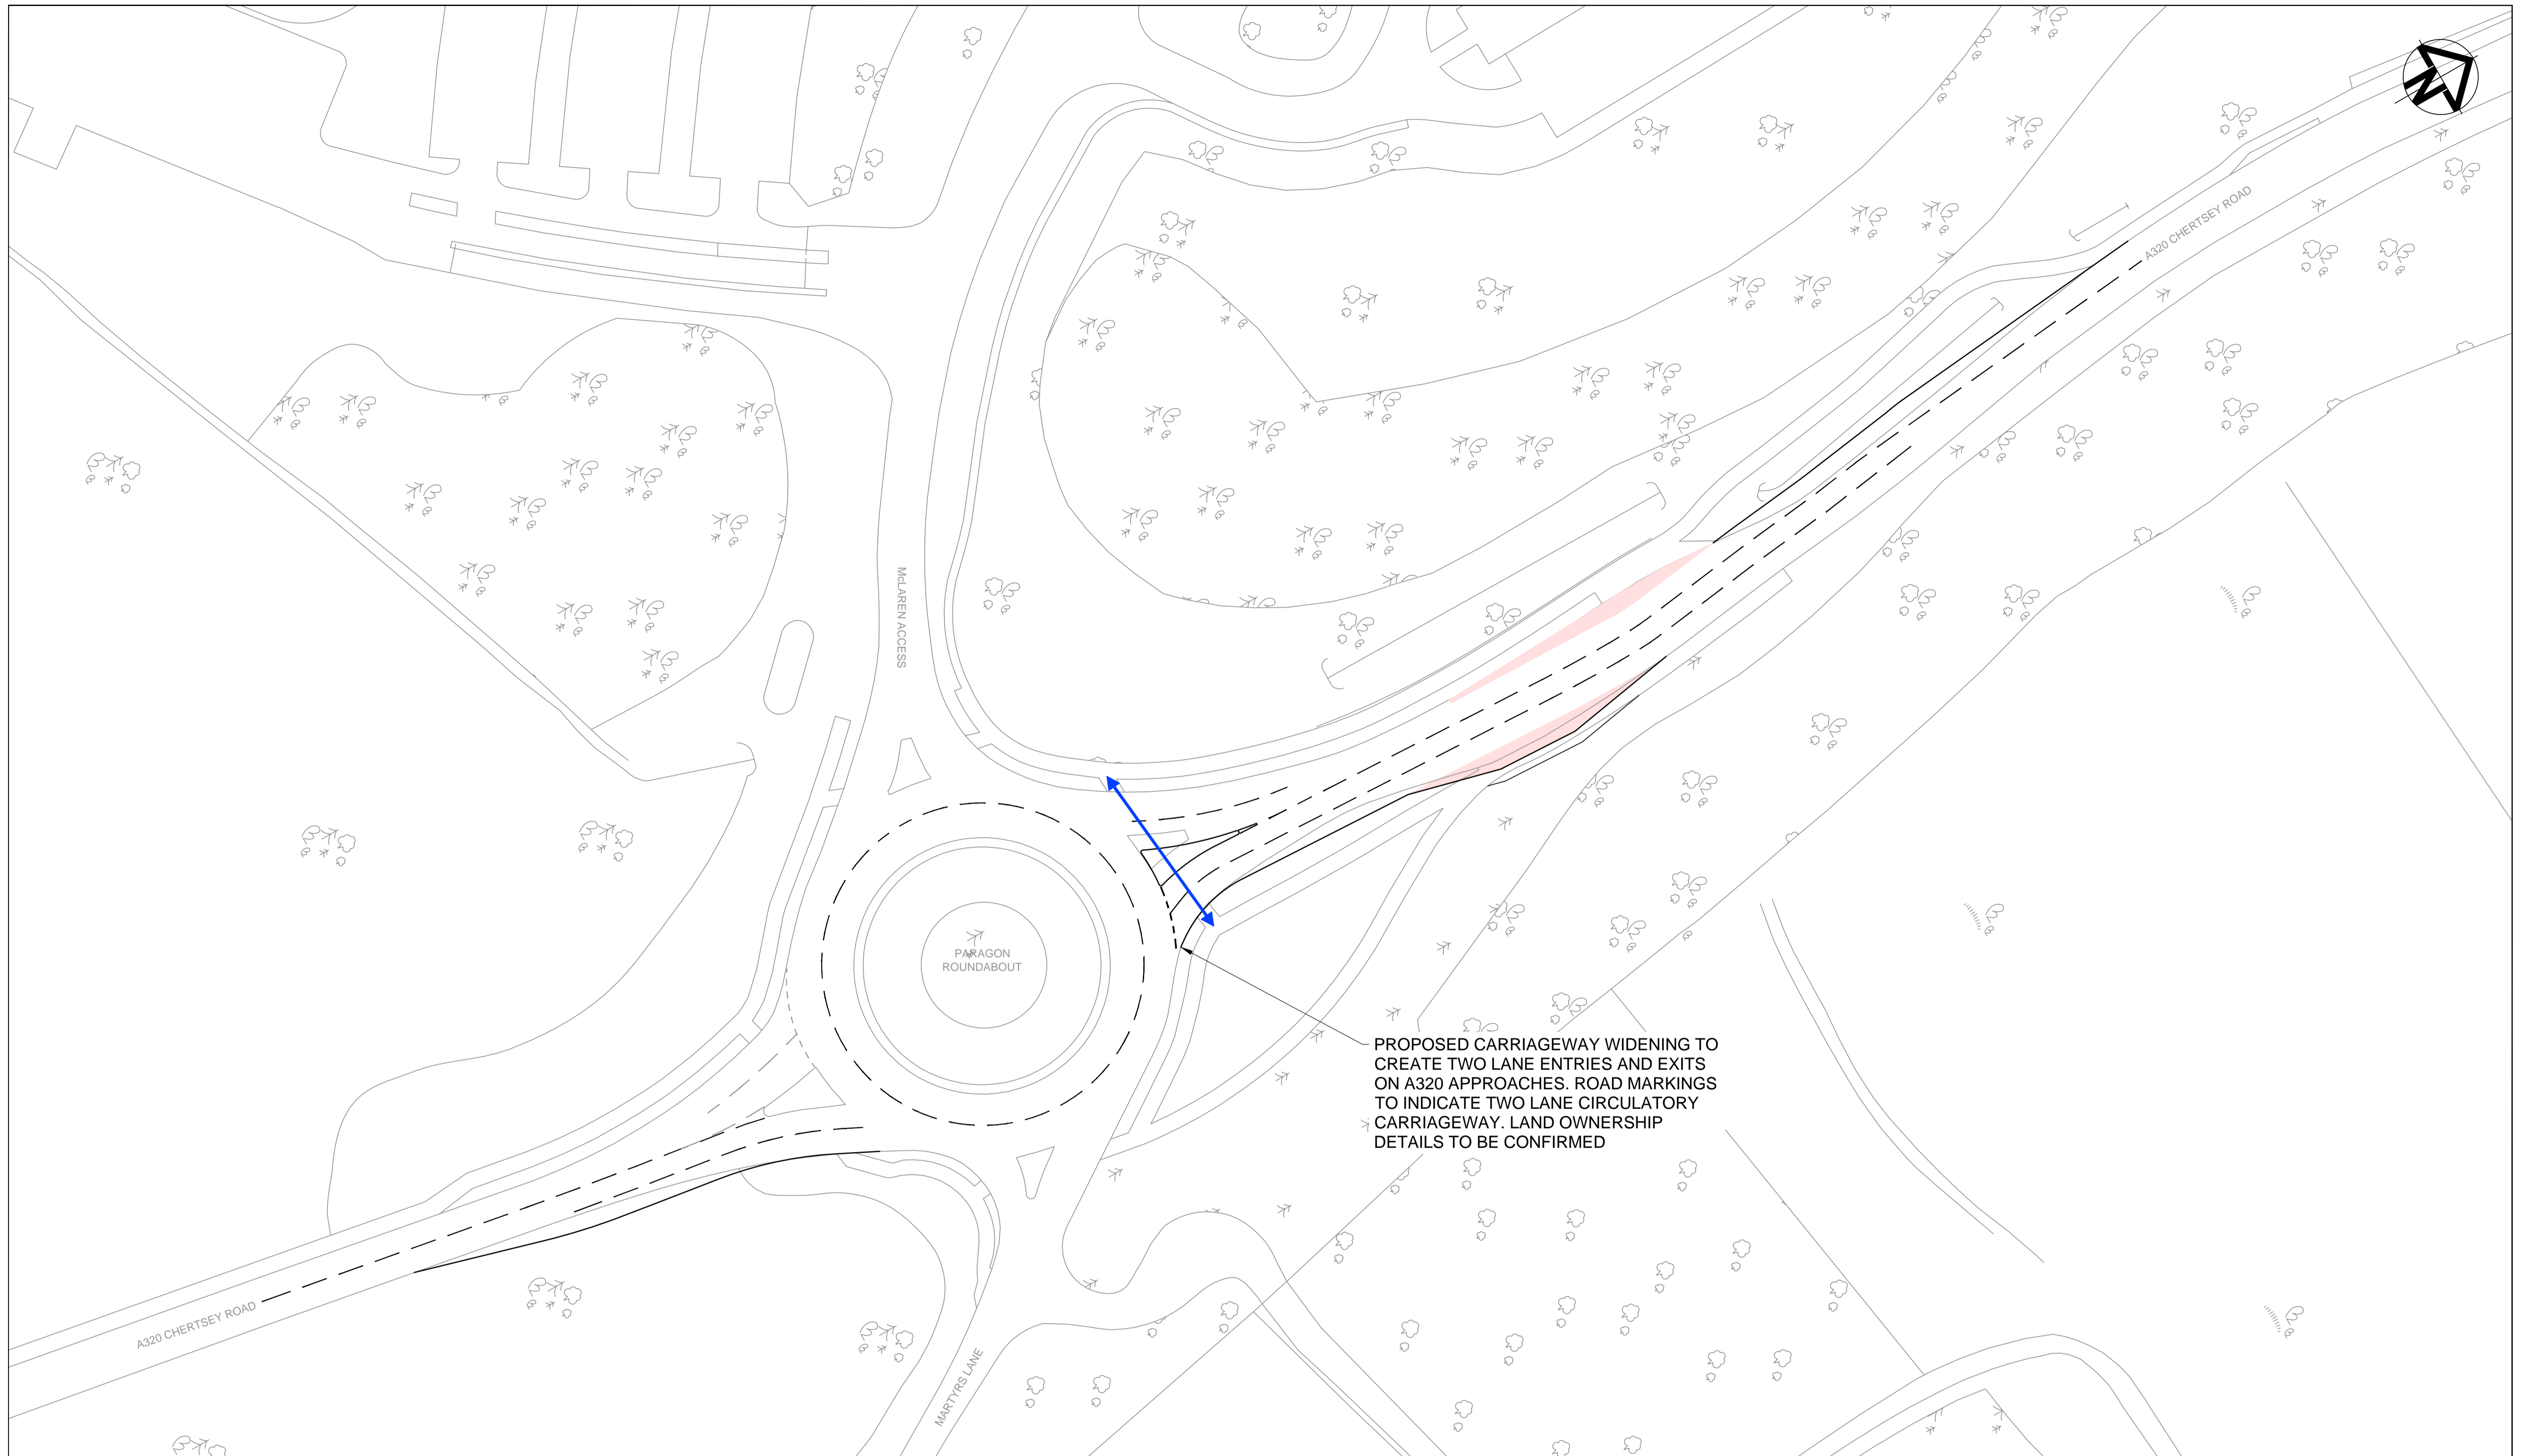 N
A320 CHERTSEY ROAD
McLAREN ACCESS
PARAGON
ROUNDABOUT
PROPOSED CARRIAGEWAY WIDENING TO
CREATE TWO LANE ENTRIES AND EXITS
ON A320 APPROACHES. ROAD MARKINGS
TO INDICATE TWO LANE CIRCULATORY
CARRIAGEWAY. LAND OWNERSHIP
DETAILS TO BE CONFIRMED
A320 CHERTSEY ROAD
MARTYRS LANE